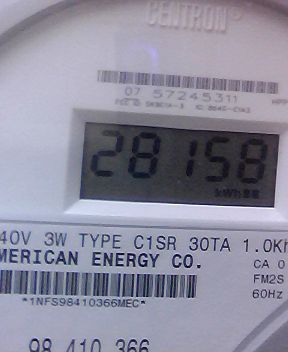 CENTRON®
07 57245311
28158
kWh
40V 3W TYPE C1SR 30TA 1.0Kh
MERICAN ENERGY CO.
CA 0
FM2S
60Hz
*1NFS98410366MEC*
98 410 366